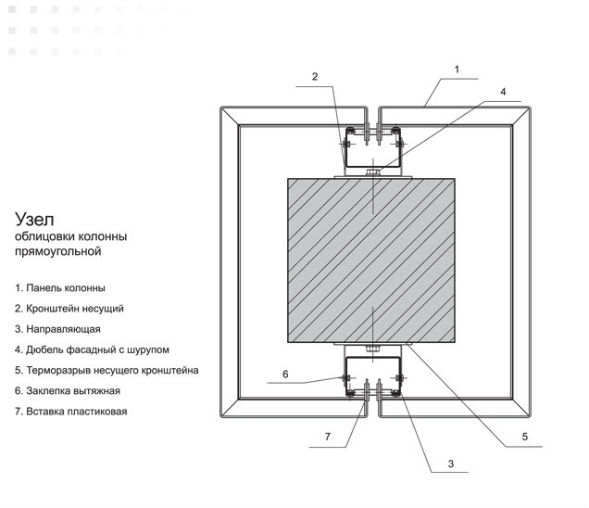 2
1
4
Узел
облицовки колонны
прямоугольной
1. Панель колонны
2. Кронштейн несущий
3. Направляющая
4. Дюбель фасадный с шурупом
5. Терморазрыв несущего кронштейна
6. Заклепка вытяжная
7. Вставка пластиковая
6
7
5
3